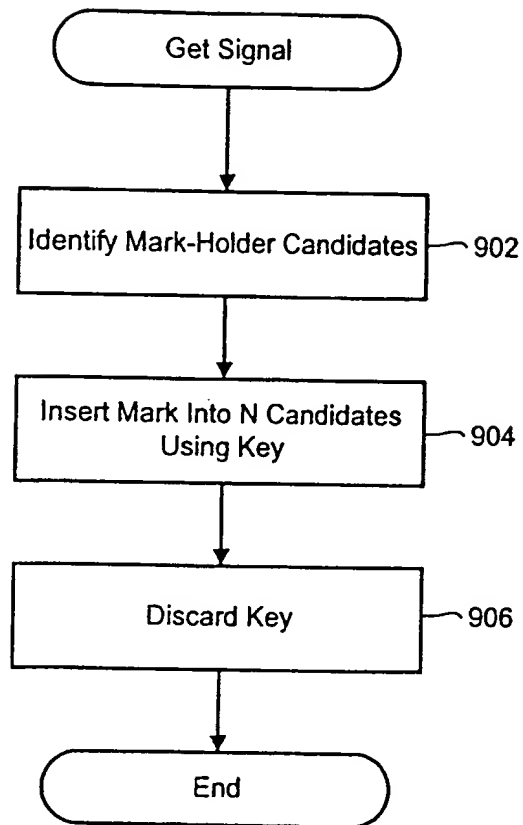 Get Signal
Identify Mark-Holder Candidates
902
Insert Mark Into N Candidates
Using Key
904
Discard Key
906
End